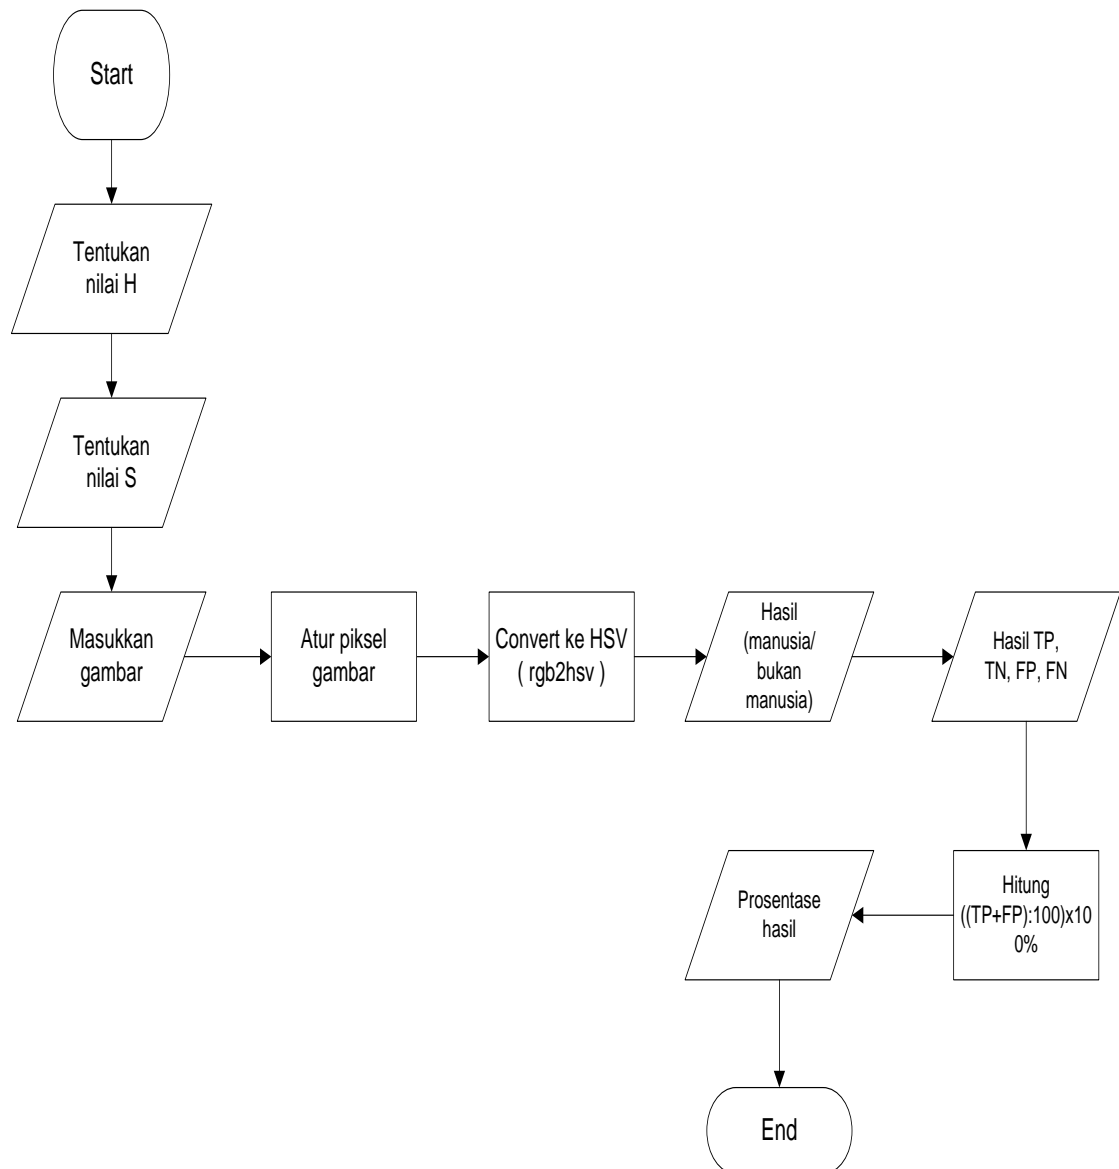 Start
Tentukan
nilai H
Tentukan
nilai S
Masukkan
gambar
Atur piksel
gambar
Convert ke HSV
( rgb2hsv )
Hasil
(manusia/
bukan
manusia)
Hasil TP,
TN, FP, FN
Hitung
((TP+FP):100)x10
0%
Prosentase
hasil
End